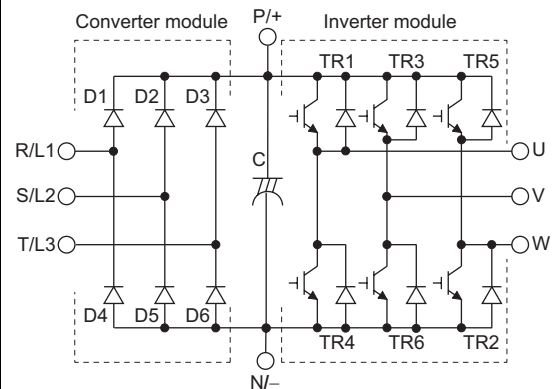 Converter module
P/+
Inverter module
TR1
TR3
TR5
D1
D2
D3
R/L1
C
U
S/L2
V
T/L3
W
D4
D5
D6
TR4
TR6
TR2
N/−